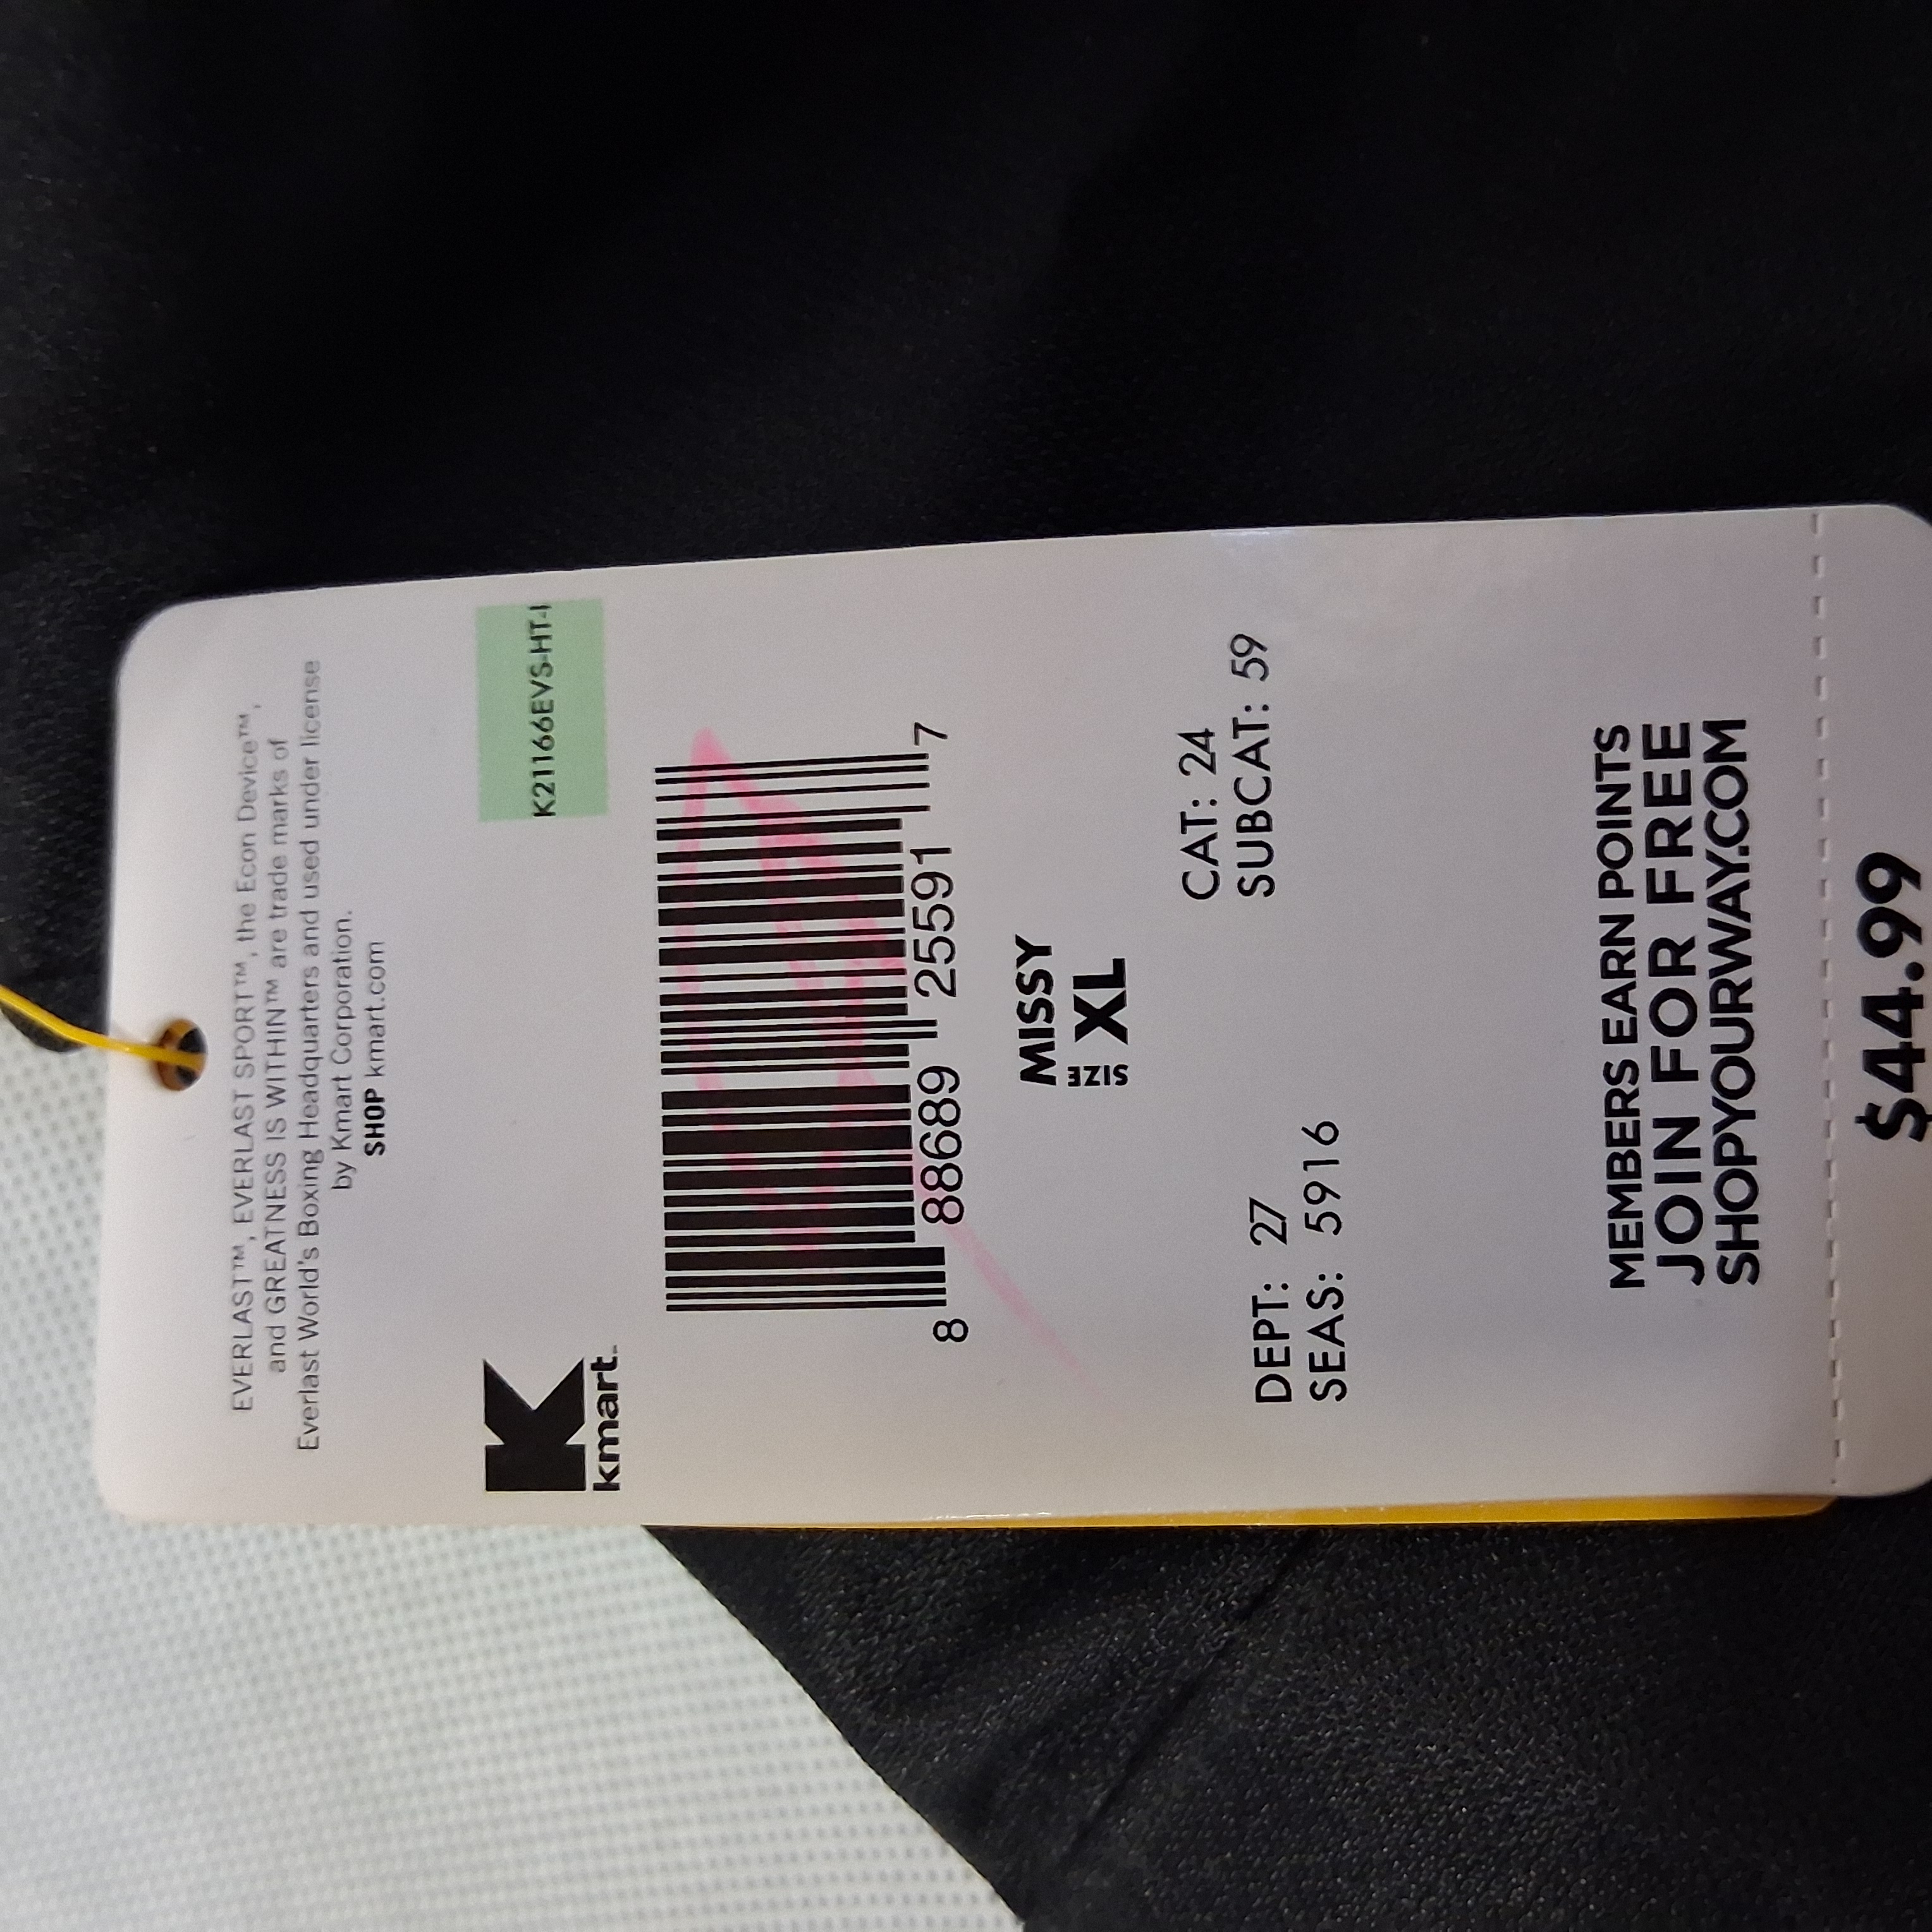 EVERLAST™, EVERLAST SPORT™, the Econ Device™,
and GREATNESS IS WITHIN™ are trade marks of
Everlast World's Boxing Headquarters and used under license
by Kmart Corporation.
SHOP kmart.com
K
kmart.
K21166EVS-HT-I
8 88689 25591 7
MISSY
SIZE XL
DEPT: 27 CAT: 24
SEAS: 5916 SUBCAT: 59
MEMBERS EARN POINTS
JOIN FOR FREE
SHOPYOURWAY.COM
$44.99